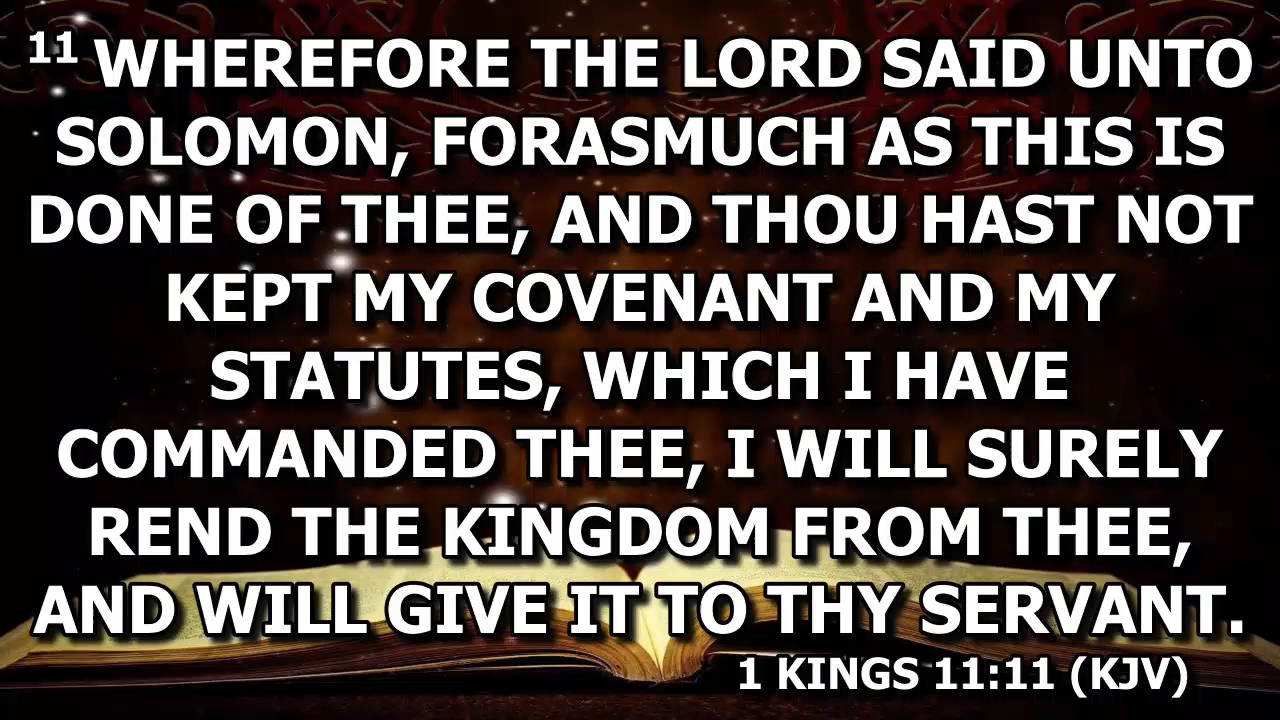 11 WHEREFORE THE LORD SAID UNTO
SOLOMON, FORASMUCH AS THIS IS
DONE OF THEE, AND THOU HAST NOT
KEPT MY COVENANT AND MY
STATUTES, WHICH I HAVE
COMMANDED THEE, I WILL SURELY
REND THE KINGDOM FROM THEE,
AND WILL GIVE IT TO THY SERVANT.
1 KINGS 11:11 (KJV)